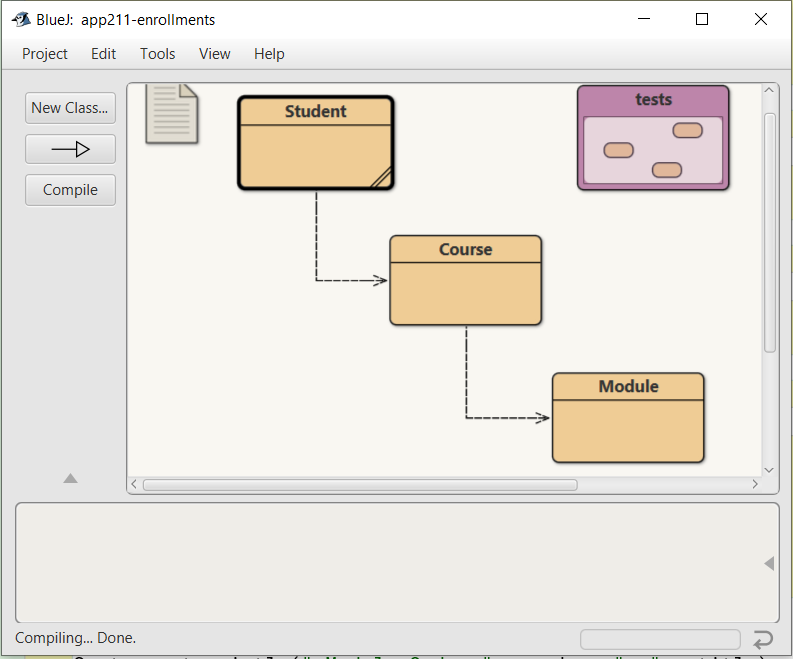 BlueJ: app211-enrollments
Project Edit Tools View Help
New Class...
Compile
Student
tests
Course
Module
Compiling... Done.